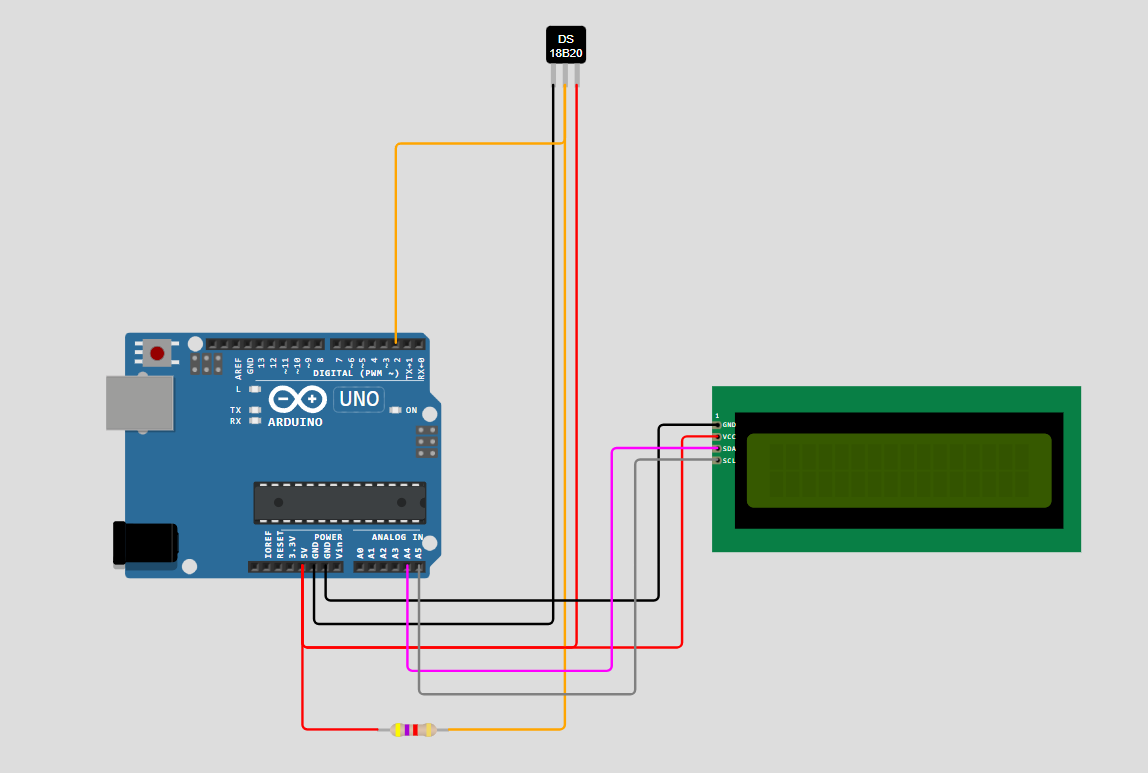 DS
18B20
AREF
GND
13
12
~11
~10
~9
8
7
~6
~5
4
~3
2
TX→1
RX←0
DIGITAL (PWM ~)
L
TX
RX
UNO
ON
ARDUINO
1
GND
VCC
SDA
SCL
POWER
ANALOG IN
IOREF
RESET
3.3V
5V
GND
GND
Vin
A0
A1
A2
A3
A4
A5